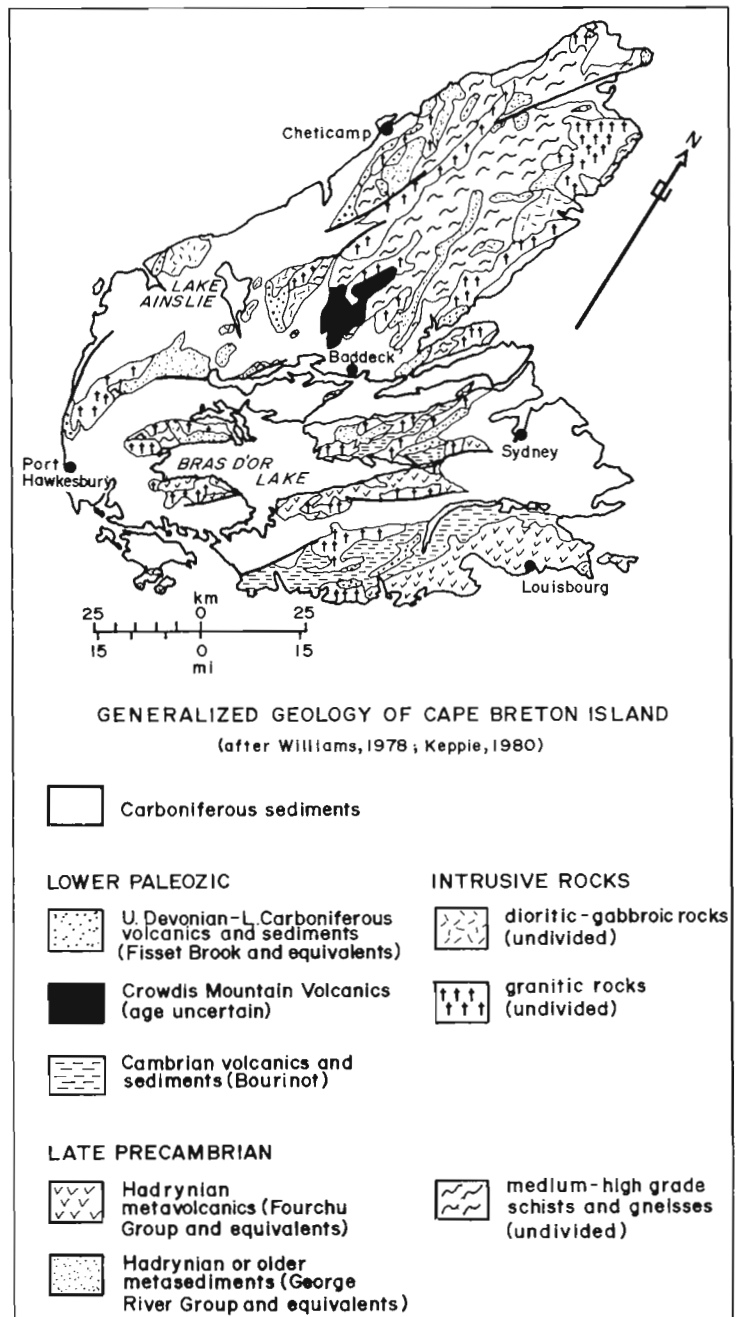 Cheticamp
N
LAKE
AINSLIE
Baddeck
Sydney
Port
Hawkesbury
BRAS D'OR
LAKE
Louisbourg
km
25 0 25
15 0 15
mi
GENERALIZED GEOLOGY OF CAPE BRETON ISLAND
(after Williams, 1978 ; Keppie, 1980)
Carboniferous sediments
LOWER PALEOZIC
U. Devonian-L. Carboniferous
volcanics and sediments
(Fisset Brook and equivalents)
Crowdis Mountain Volcanics
(age uncertain)
Cambrian volcanics and
sediments (Bourinot)
INTRUSIVE ROCKS
dioritic-gabbroic rocks
(undivided)
granitic rocks
(undivided)
LATE PRECAMBRIAN
Hadrynian
metavolcanics (Fourchu
Group and equivalents)
Hadrynian or older
metasediments (George
River Group and equivalents)
medium-high grade
schists and gneisses
(undivided)